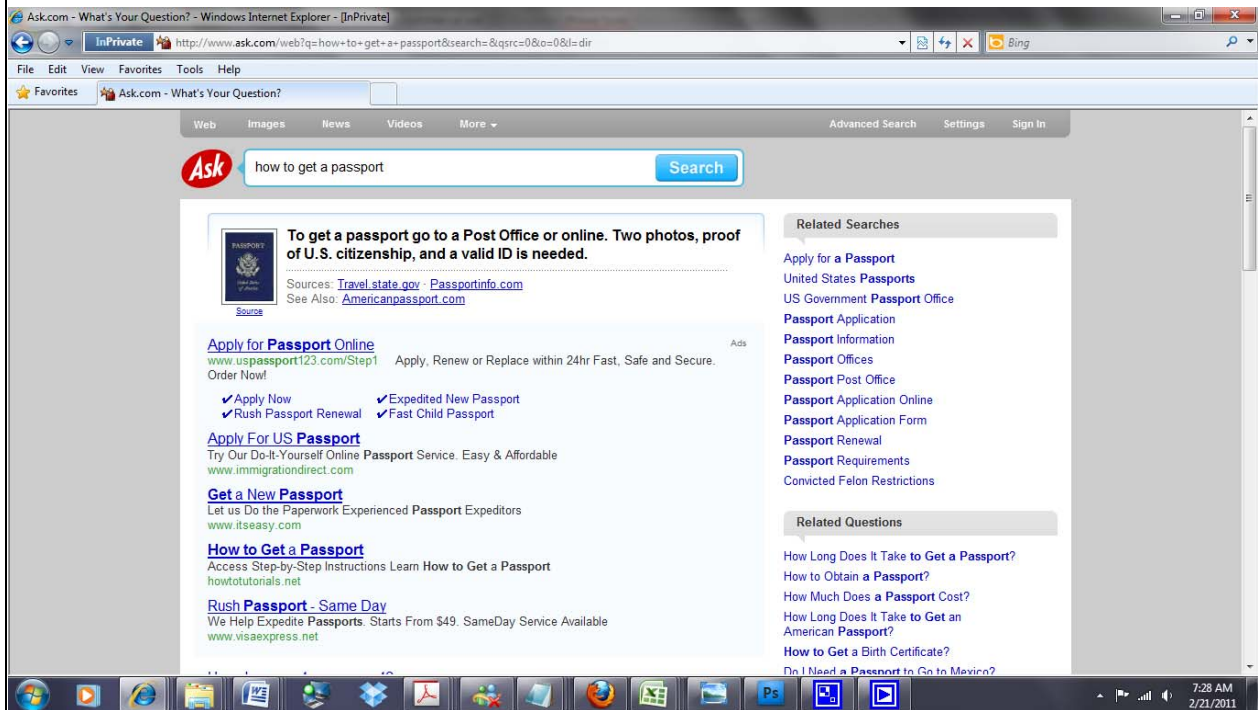 Ask.com - What's Your Question? - Windows Internet Explorer - [InPrivate]
InPrivate http://www.ask.com/web?q=how+to+get+a+passport&search=&qsrc=0&o=0&l=dir Bing
File Edit View Favorites Tools Help
Favorites Ask.com - What's Your Question?
Web Images News Videos More Advanced Search Settings Sign In
Ask how to get a passport Search
PASSPORT
United States of America
Source
To get a passport go to a Post Office or online. Two photos, proof
of U.S. citizenship, and a valid ID is needed.
Sources: Travel.state.gov · Passportinfo.com
See Also: Americanpassport.com
Apply for Passport Online Ads
www.uspassport123.com/Step1 Apply, Renew or Replace within 24hr Fast, Safe and Secure.
Order Now!
✔Apply Now ✔Expedited New Passport
✔Rush Passport Renewal ✔Fast Child Passport
Apply For US Passport
Try Our Do-It-Yourself Online Passport Service. Easy & Affordable
www.immigrationdirect.com
Get a New Passport
Let us Do the Paperwork Experienced Passport Expeditors
www.itseasy.com
How to Get a Passport
Access Step-by-Step Instructions Learn How to Get a Passport
howtotutorials.net
Rush Passport - Same Day
We Help Expedite Passports. Starts From $49. SameDay Service Available
www.visaexpress.net
Related Searches
Apply for a Passport
United States Passports
US Government Passport Office
Passport Application
Passport Information
Passport Offices
Passport Post Office
Passport Application Online
Passport Application Form
Passport Renewal
Passport Requirements
Convicted Felon Restrictions
Related Questions
How Long Does It Take to Get a Passport?
How to Obtain a Passport?
How Much Does a Passport Cost?
How Long Does It Take to Get an
American Passport?
How to Get a Birth Certificate?
Do I Need a Passport to Go to Mexico?
Ps
7:28 AM
2/21/2011